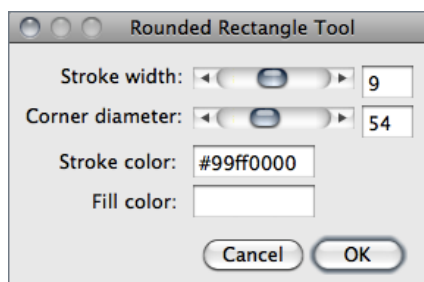 Rounded Rectangle Tool
Stroke width: 9
Corner diameter: 54
Stroke color: #99ff0000
Fill color:
Cancel OK